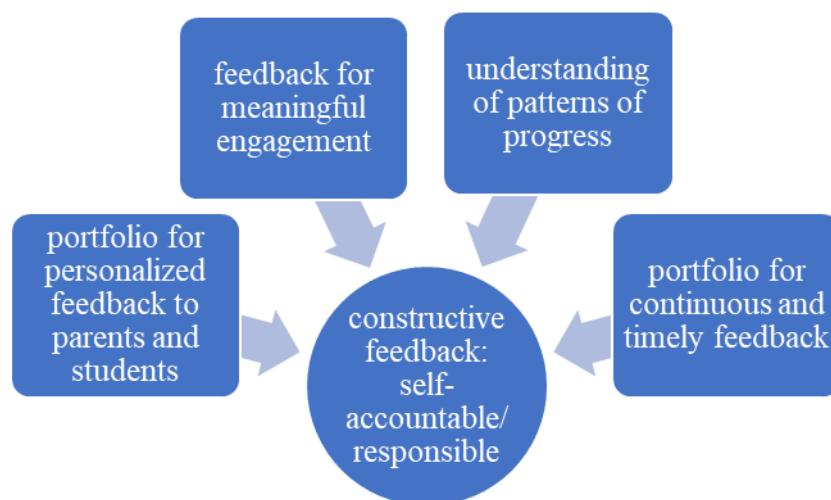 feedback for
meaningful
engagement
understanding
of patterns of
progress
portfolio for
personalized
feedback to
parents and
students
constructive
feedback:
self-
accountable/
responsible
portfolio for
continuous and
timely feedback